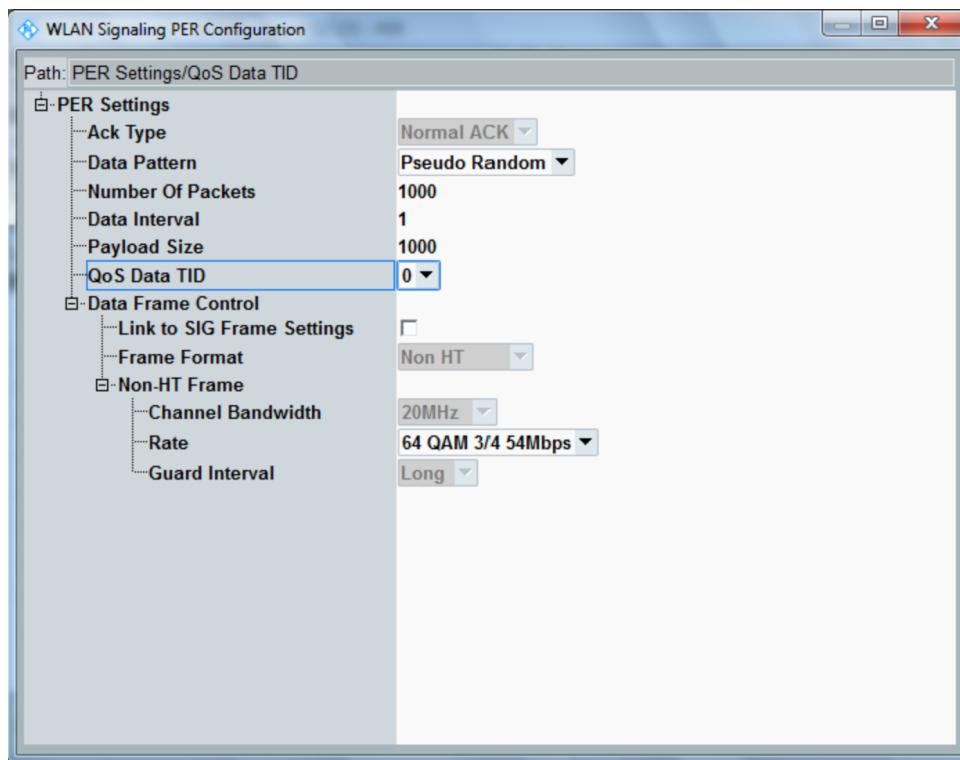 WLAN Signaling PER Configuration
Path: PER Settings/QoS Data TID
PER Settings
Ack Type Normal ACK
Data Pattern Pseudo Random
Number Of Packets 1000
Data Interval 1
Payload Size 1000
QoS Data TID 0
Data Frame Control
Link to SIG Frame Settings
Frame Format Non HT
Non-HT Frame
Channel Bandwidth 20MHz
Rate 64 QAM 3/4 54Mbps
Guard Interval Long